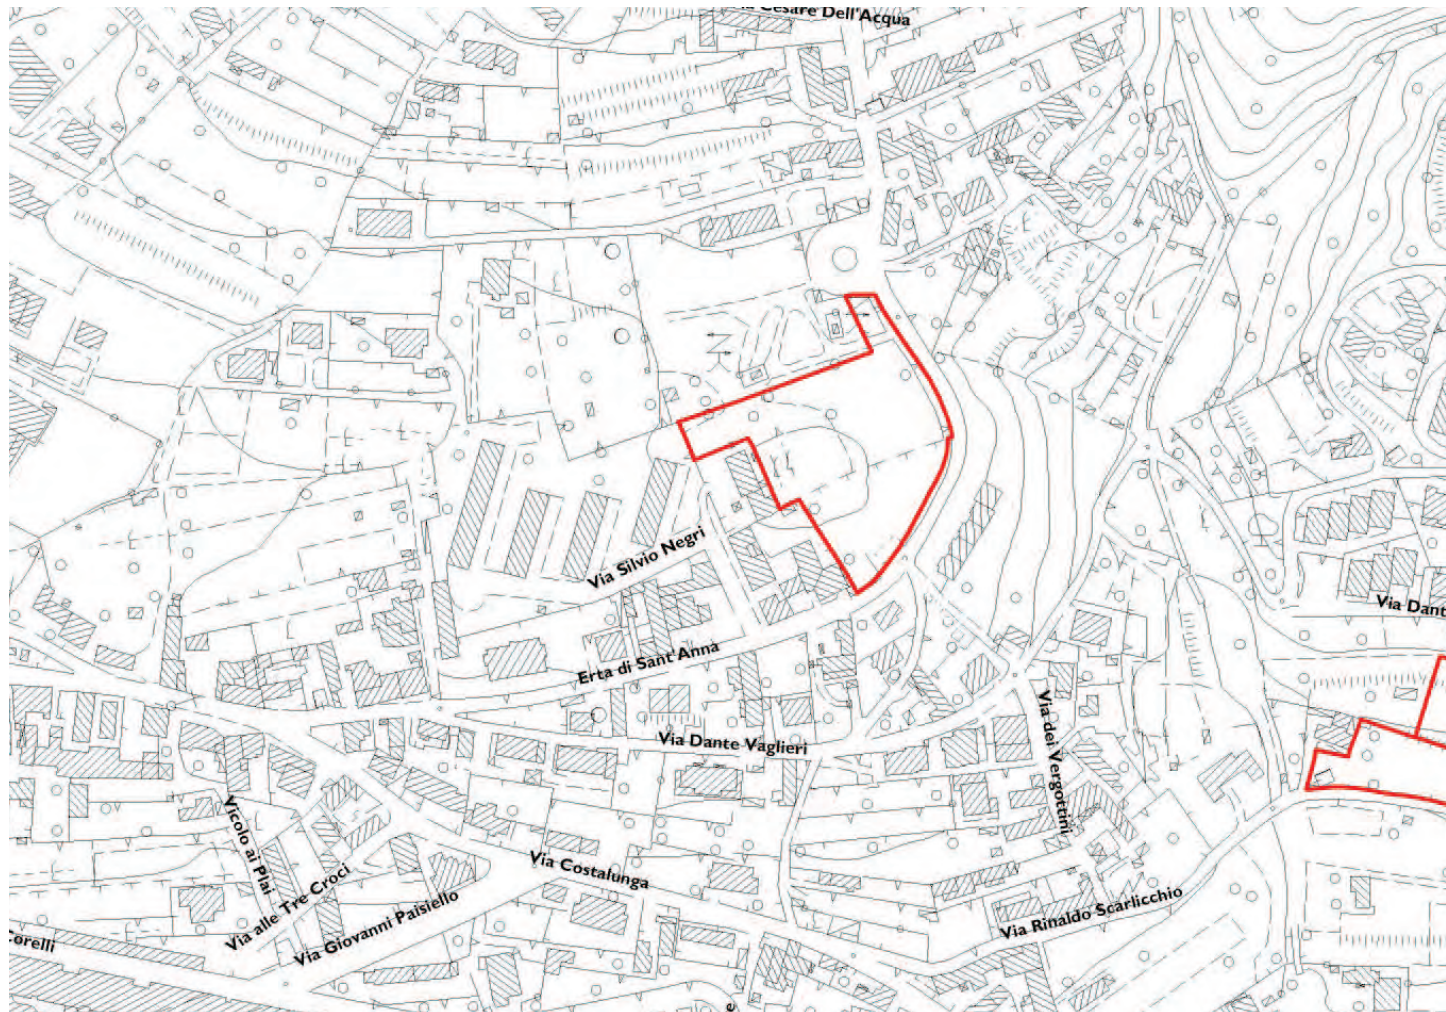 Cesare Dell'Acqua
Via Silvio Negri
Via Dant
Erta di Sant'Anna
Via Dante Vaglieri
Via dei Vergottini
Vicolo ai Plai
Via Costalunga
Via alle Tre Croci
Via Giovanni Paisiello
Via Rinaldo Scarlicchio
orelli
e